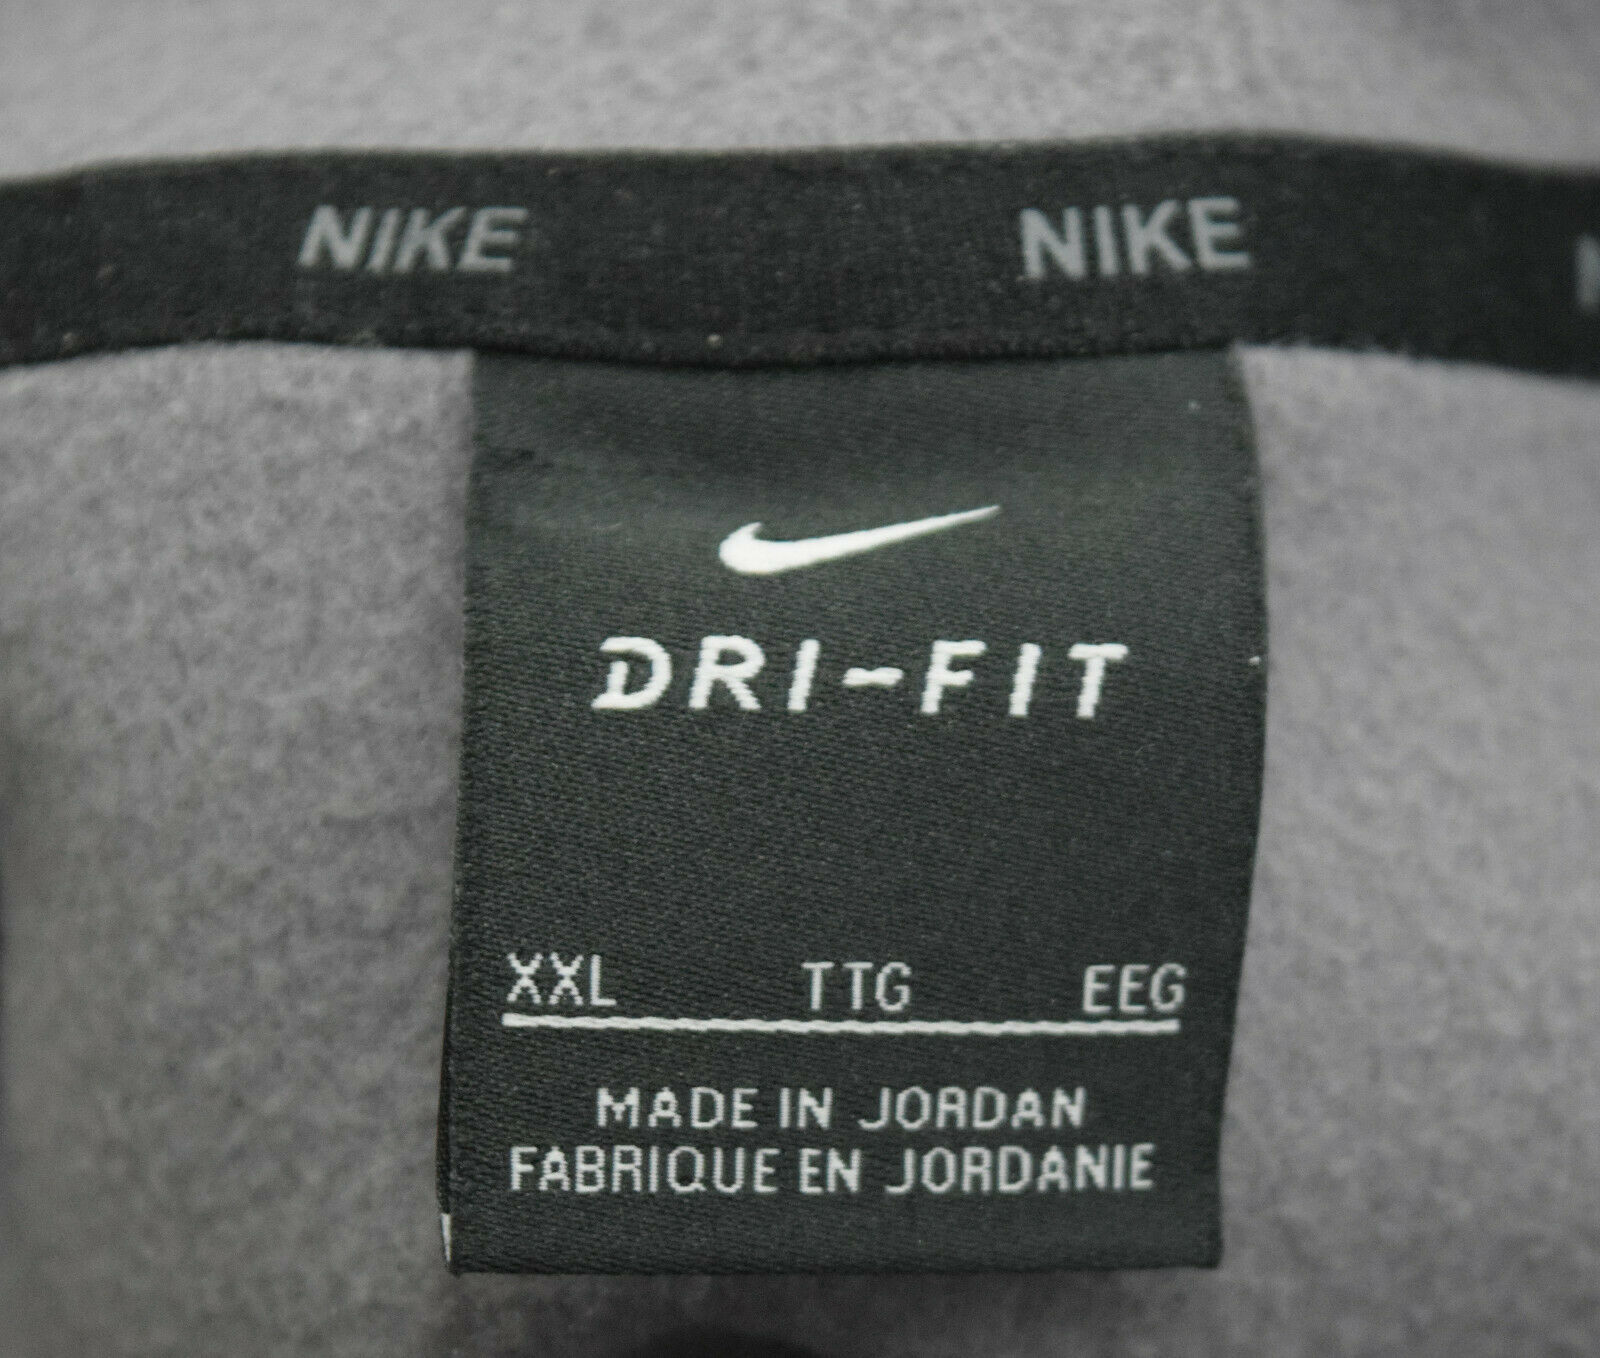 NIKE NIKE
DRI-FIT
XXL TTG EEG
MADE IN JORDAN
FABRIQUE EN JORDANIE